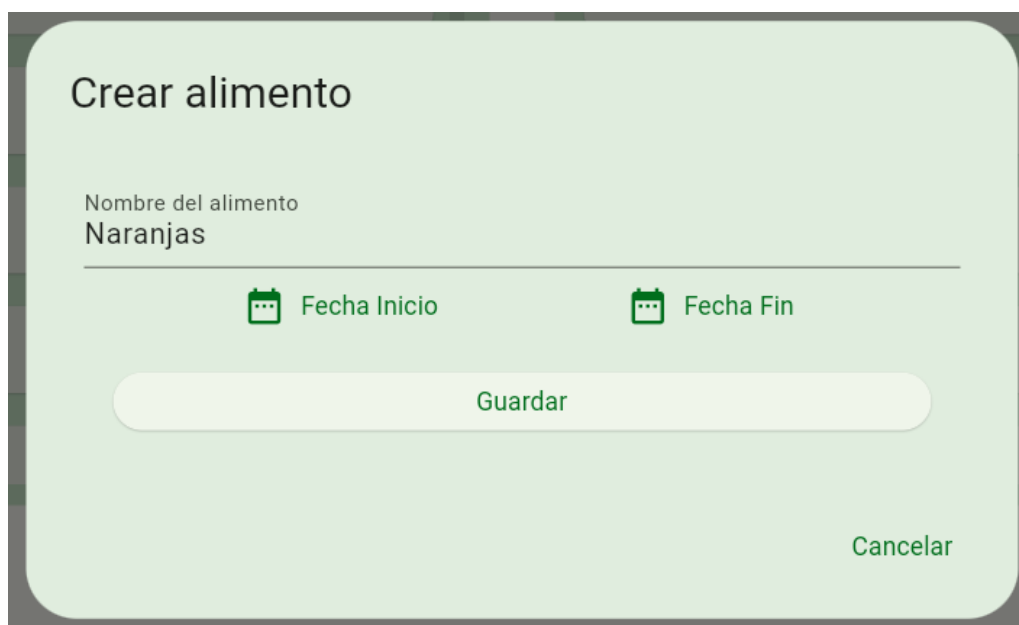 Crear alimento
Nombre del alimento
Naranjas
Fecha Inicio Fecha Fin
Guardar
Cancelar